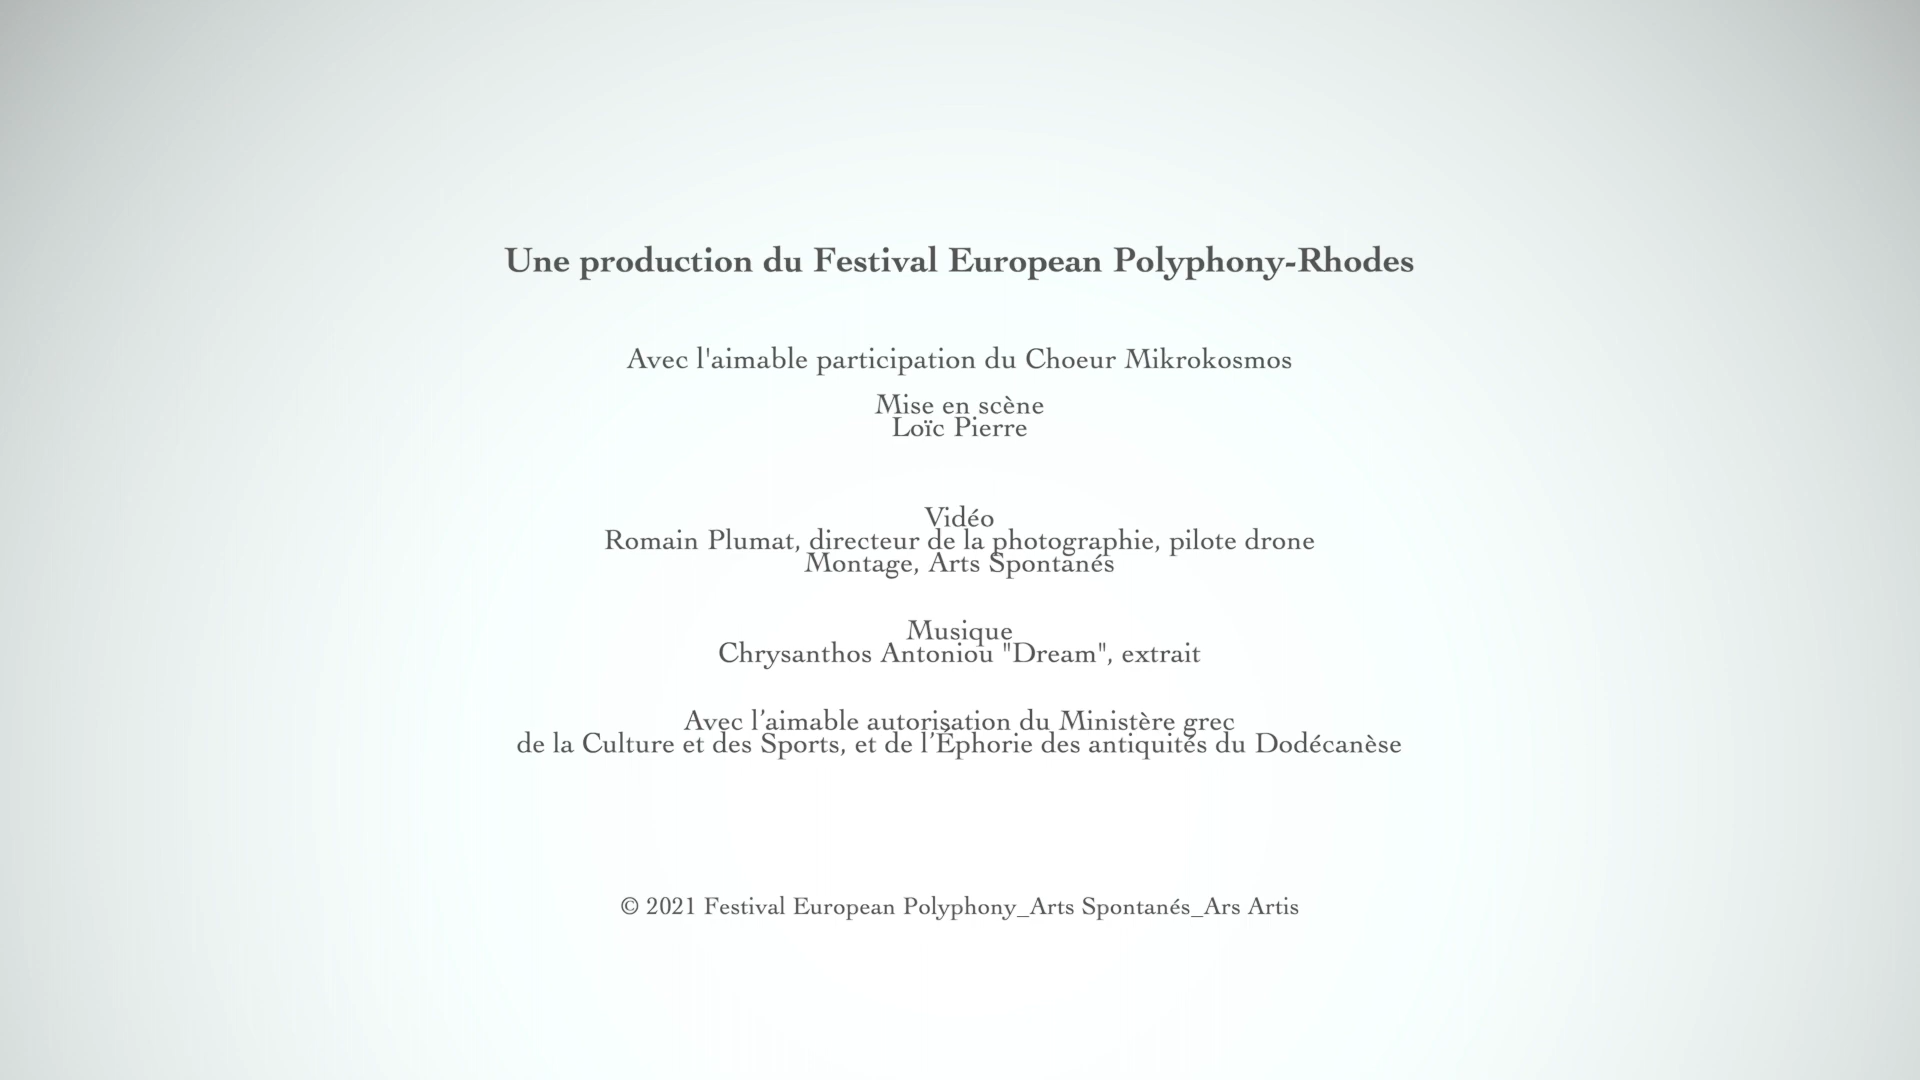 Une production du Festival European Polyphony-Rhodes
Avec l'aimable participation du Choeur Mikrokosmos
Mise en scène
Loïc Pierre
Vidéo
Romain Plumat, directeur de la photographie, pilote drone
Montage, Arts Spontanés
Musique
Chrysanthos Antoniou "Dream", extrait
Avec l’aimable autorisation du Ministère grec
de la Culture et des Sports, et de l’Éphorie des antiquités du Dodécanèse
© 2021 Festival European Polyphony_Arts Spontanés_Ars Artis